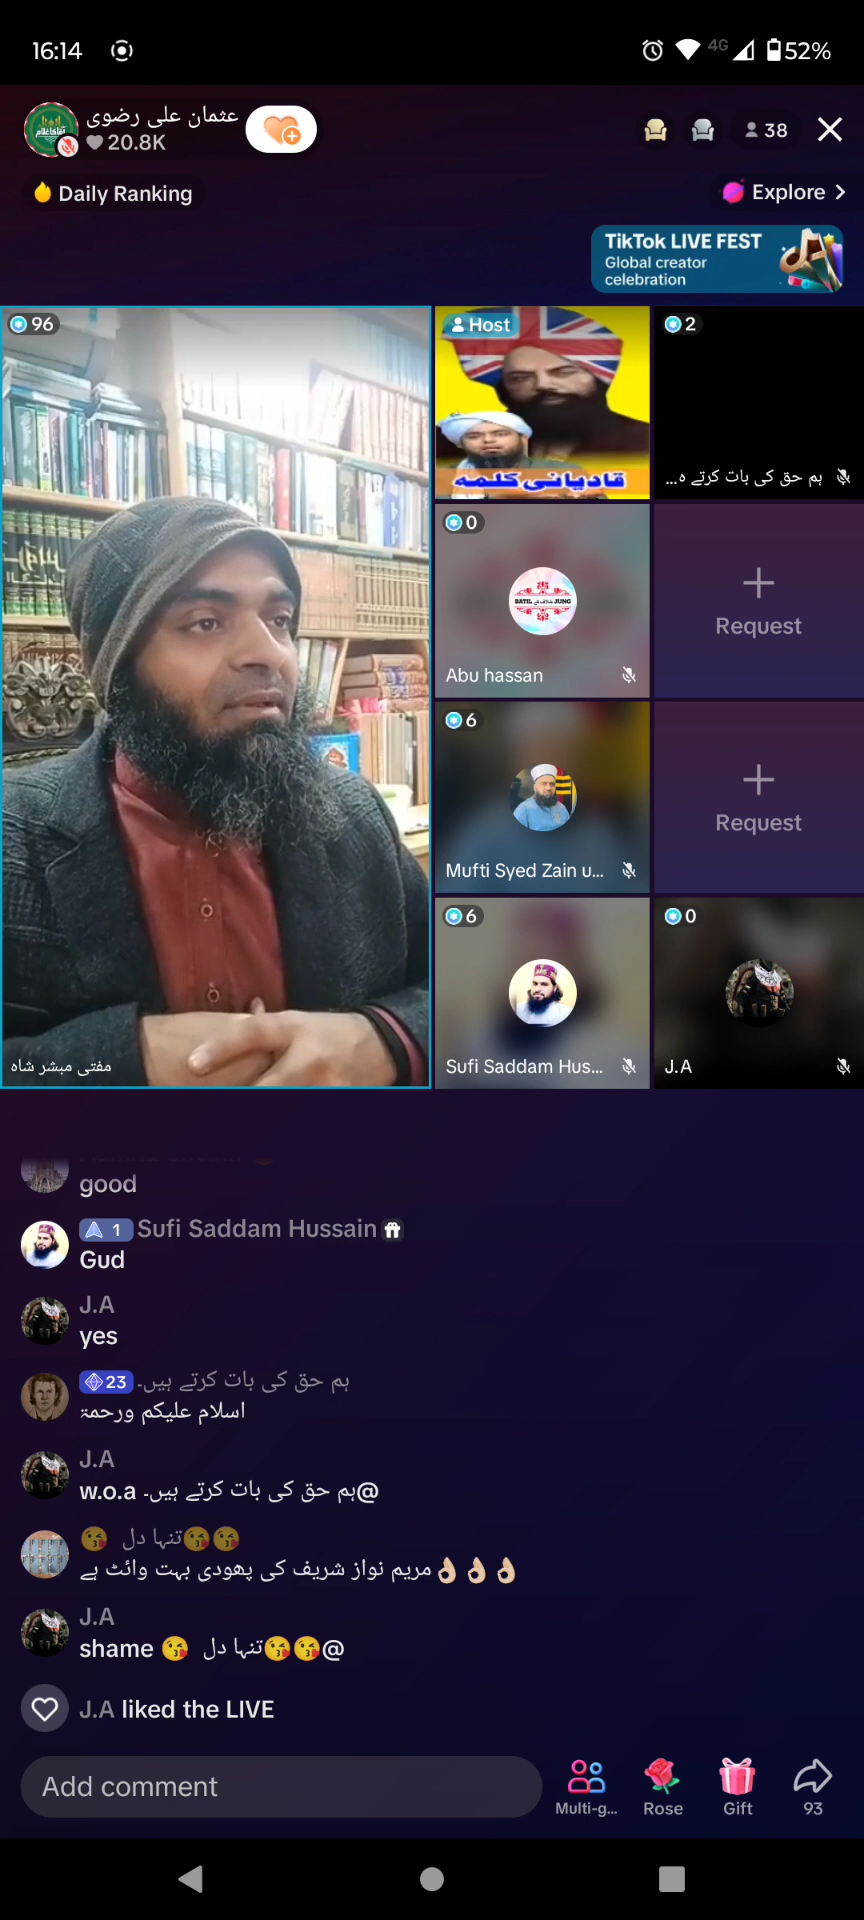 16:14
4G
52%
عثمان علی رضوی
20.8K
38
Daily Ranking
Explore
TikTok LIVE FEST
Global creator
celebration
96
Host
2
قادیانی کلمہ
ہم حق کی بات کرتے ہ...
0
BATIL کے خلاف JUNG
Abu hassan
Request
6
Mufti Syed Zain u...
Request
6
Sufi Saddam Hus...
0
J.A
مفتی مبشر شاہ
good
1 Sufi Saddam Hussain
Gud
J.A
yes
23 ہم حق کی بات کرتے ہیں۔
اسلام علیکم ورحمۃ
J.A
w.o.a ہم حق کی بات کرتے ہیں۔@
😘 تنہا دل😘😘
مریم نواز شریف کی پھودی بہت وائٹ ہے👌🏼👌🏼👌🏼
J.A
shame 😘 تنہا دل😘😘@
J.A liked the LIVE
Add comment
Multi-g...
Rose
Gift
93